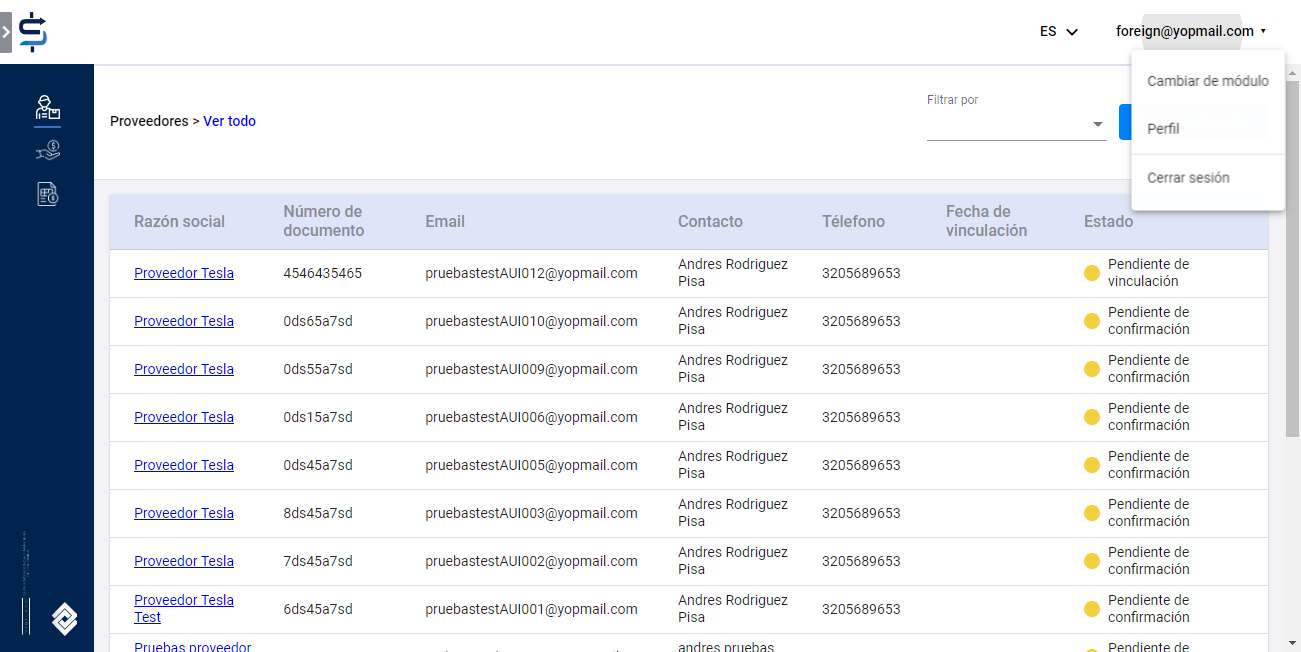 ES
foreign@yopmail.com
Cambiar de módulo
Perfil
Cerrar sesión
Proveedores > Ver todo
Filtrar por
Razón social
Número de
documento
Email
Contacto
Télefono
Fecha de
vinculación
Estado
Proveedor Tesla
4546435465
pruebastestAUI012@yopmail.com
Andres Rodriguez
Pisa
3205689653
Pendiente de
vinculación
Proveedor Tesla
0ds65a7sd
pruebastestAUI010@yopmail.com
Andres Rodriguez
Pisa
3205689653
Pendiente de
confirmación
Proveedor Tesla
0ds55a7sd
pruebastestAUI009@yopmail.com
Andres Rodriguez
Pisa
3205689653
Pendiente de
confirmación
Proveedor Tesla
0ds15a7sd
pruebastestAUI006@yopmail.com
Andres Rodriguez
Pisa
3205689653
Pendiente de
confirmación
Proveedor Tesla
0ds45a7sd
pruebastestAUI005@yopmail.com
Andres Rodriguez
Pisa
3205689653
Pendiente de
confirmación
Proveedor Tesla
8ds45a7sd
pruebastestAUI003@yopmail.com
Andres Rodriguez
Pisa
3205689653
Pendiente de
confirmación
Proveedor Tesla
7ds45a7sd
pruebastestAUI002@yopmail.com
Andres Rodriguez
Pisa
3205689653
Pendiente de
confirmación
Proveedor Tesla
Test
6ds45a7sd
pruebastestAUI001@yopmail.com
Andres Rodriguez
Pisa
3205689653
Pendiente de
confirmación
Pruebas proveedor
andres pruebas
Pendiente de